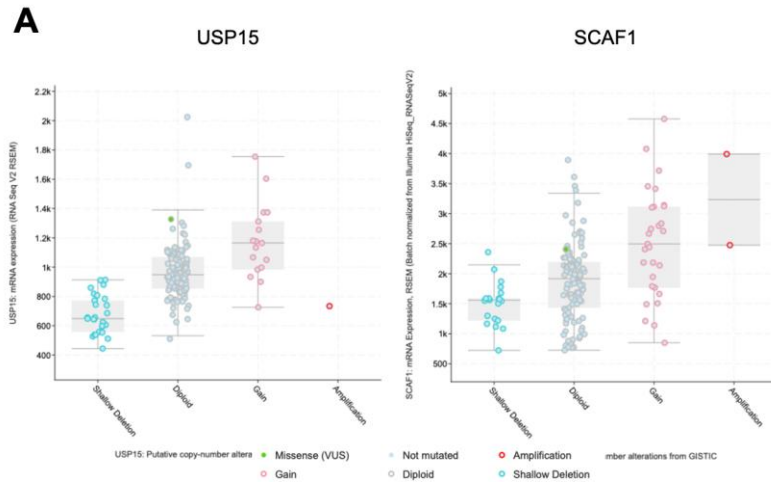 A
USP15
SCAF1
USP15: mRNA expression (RNA Seq V2 RSEM)
2.2k
2k
1.8k
1.6k
1.4k
1.2k
1k
800
600
400
Shallow Deletion
Diploid
Gain
Amplification
SCAF1: mRNA Expression, RSEM (Batch normalized from Illumina HiSeq_RNASeqV2)
5k
4.5k
4k
3.5k
3k
2.5k
2k
1.5k
1k
500
Shallow Deletion
Diploid
Gain
Amplification
USP15: Putative copy-number altera
Missense (VUS)
Not mutated
Amplification
mber alterations from GISTIC
Gain
Diploid
Shallow Deletion